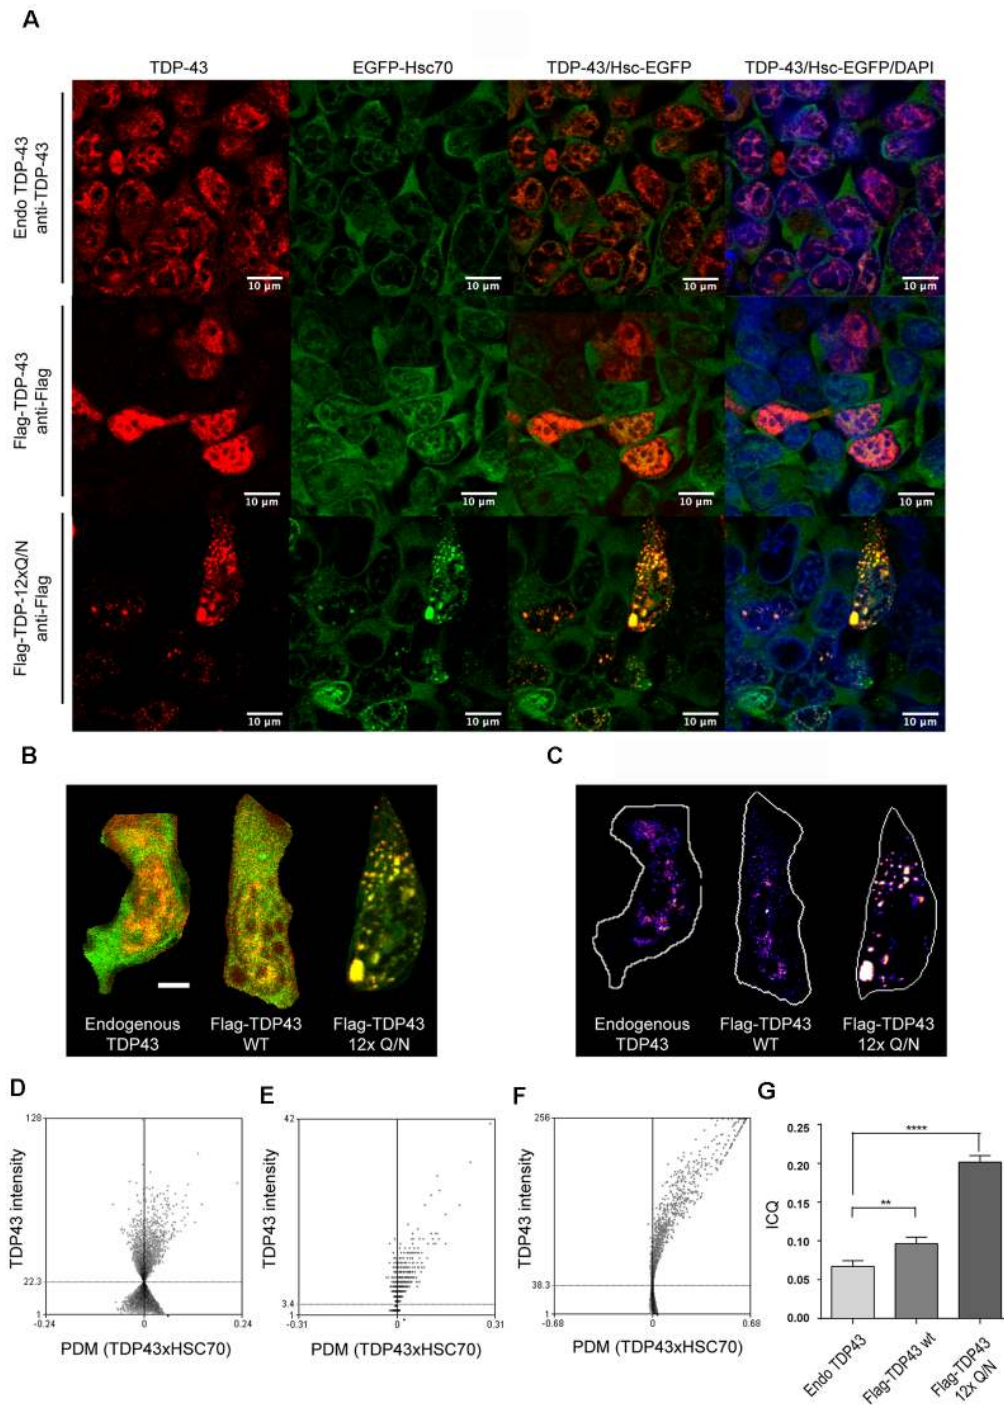 A
TDP-43 EGFP-Hsc70 TDP-43/Hsc-EGFP TDP-43/Hsc-EGFP/DAPI
Endo TDP-43
anti-TDP-43
10 µm 10 µm 10 µm 10 µm
Flag-TDP-43
anti-Flag
10 µm 10 µm 10 µm 10 µm
Flag-TDP-12xQ/N
anti-Flag
10 µm 10 µm 10 µm 10 µm
B
Endogenous
TDP43
Flag-TDP43
WT
Flag-TDP43
12x Q/N
C
Endogenous
TDP43
Flag-TDP43
WT
Flag-TDP43
12x Q/N
D
TDP43 intensity
128
22.3
1
-0.24 0 0.24
PDM (TDP43xHSC70)
E
TDP43 intensity
42
3.4
1
-0.31 0 0.31
PDM (TDP43xHSC70)
F
TDP43 intensity
256
38.3
1
-0.68 0 0.68
PDM (TDP43xHSC70)
G
ICQ
0.25
0.20
0.15
0.10
0.05
0.00
****
**
Endo TDP43
Flag-TDP43 wt
Flag-TDP43
12x Q/N